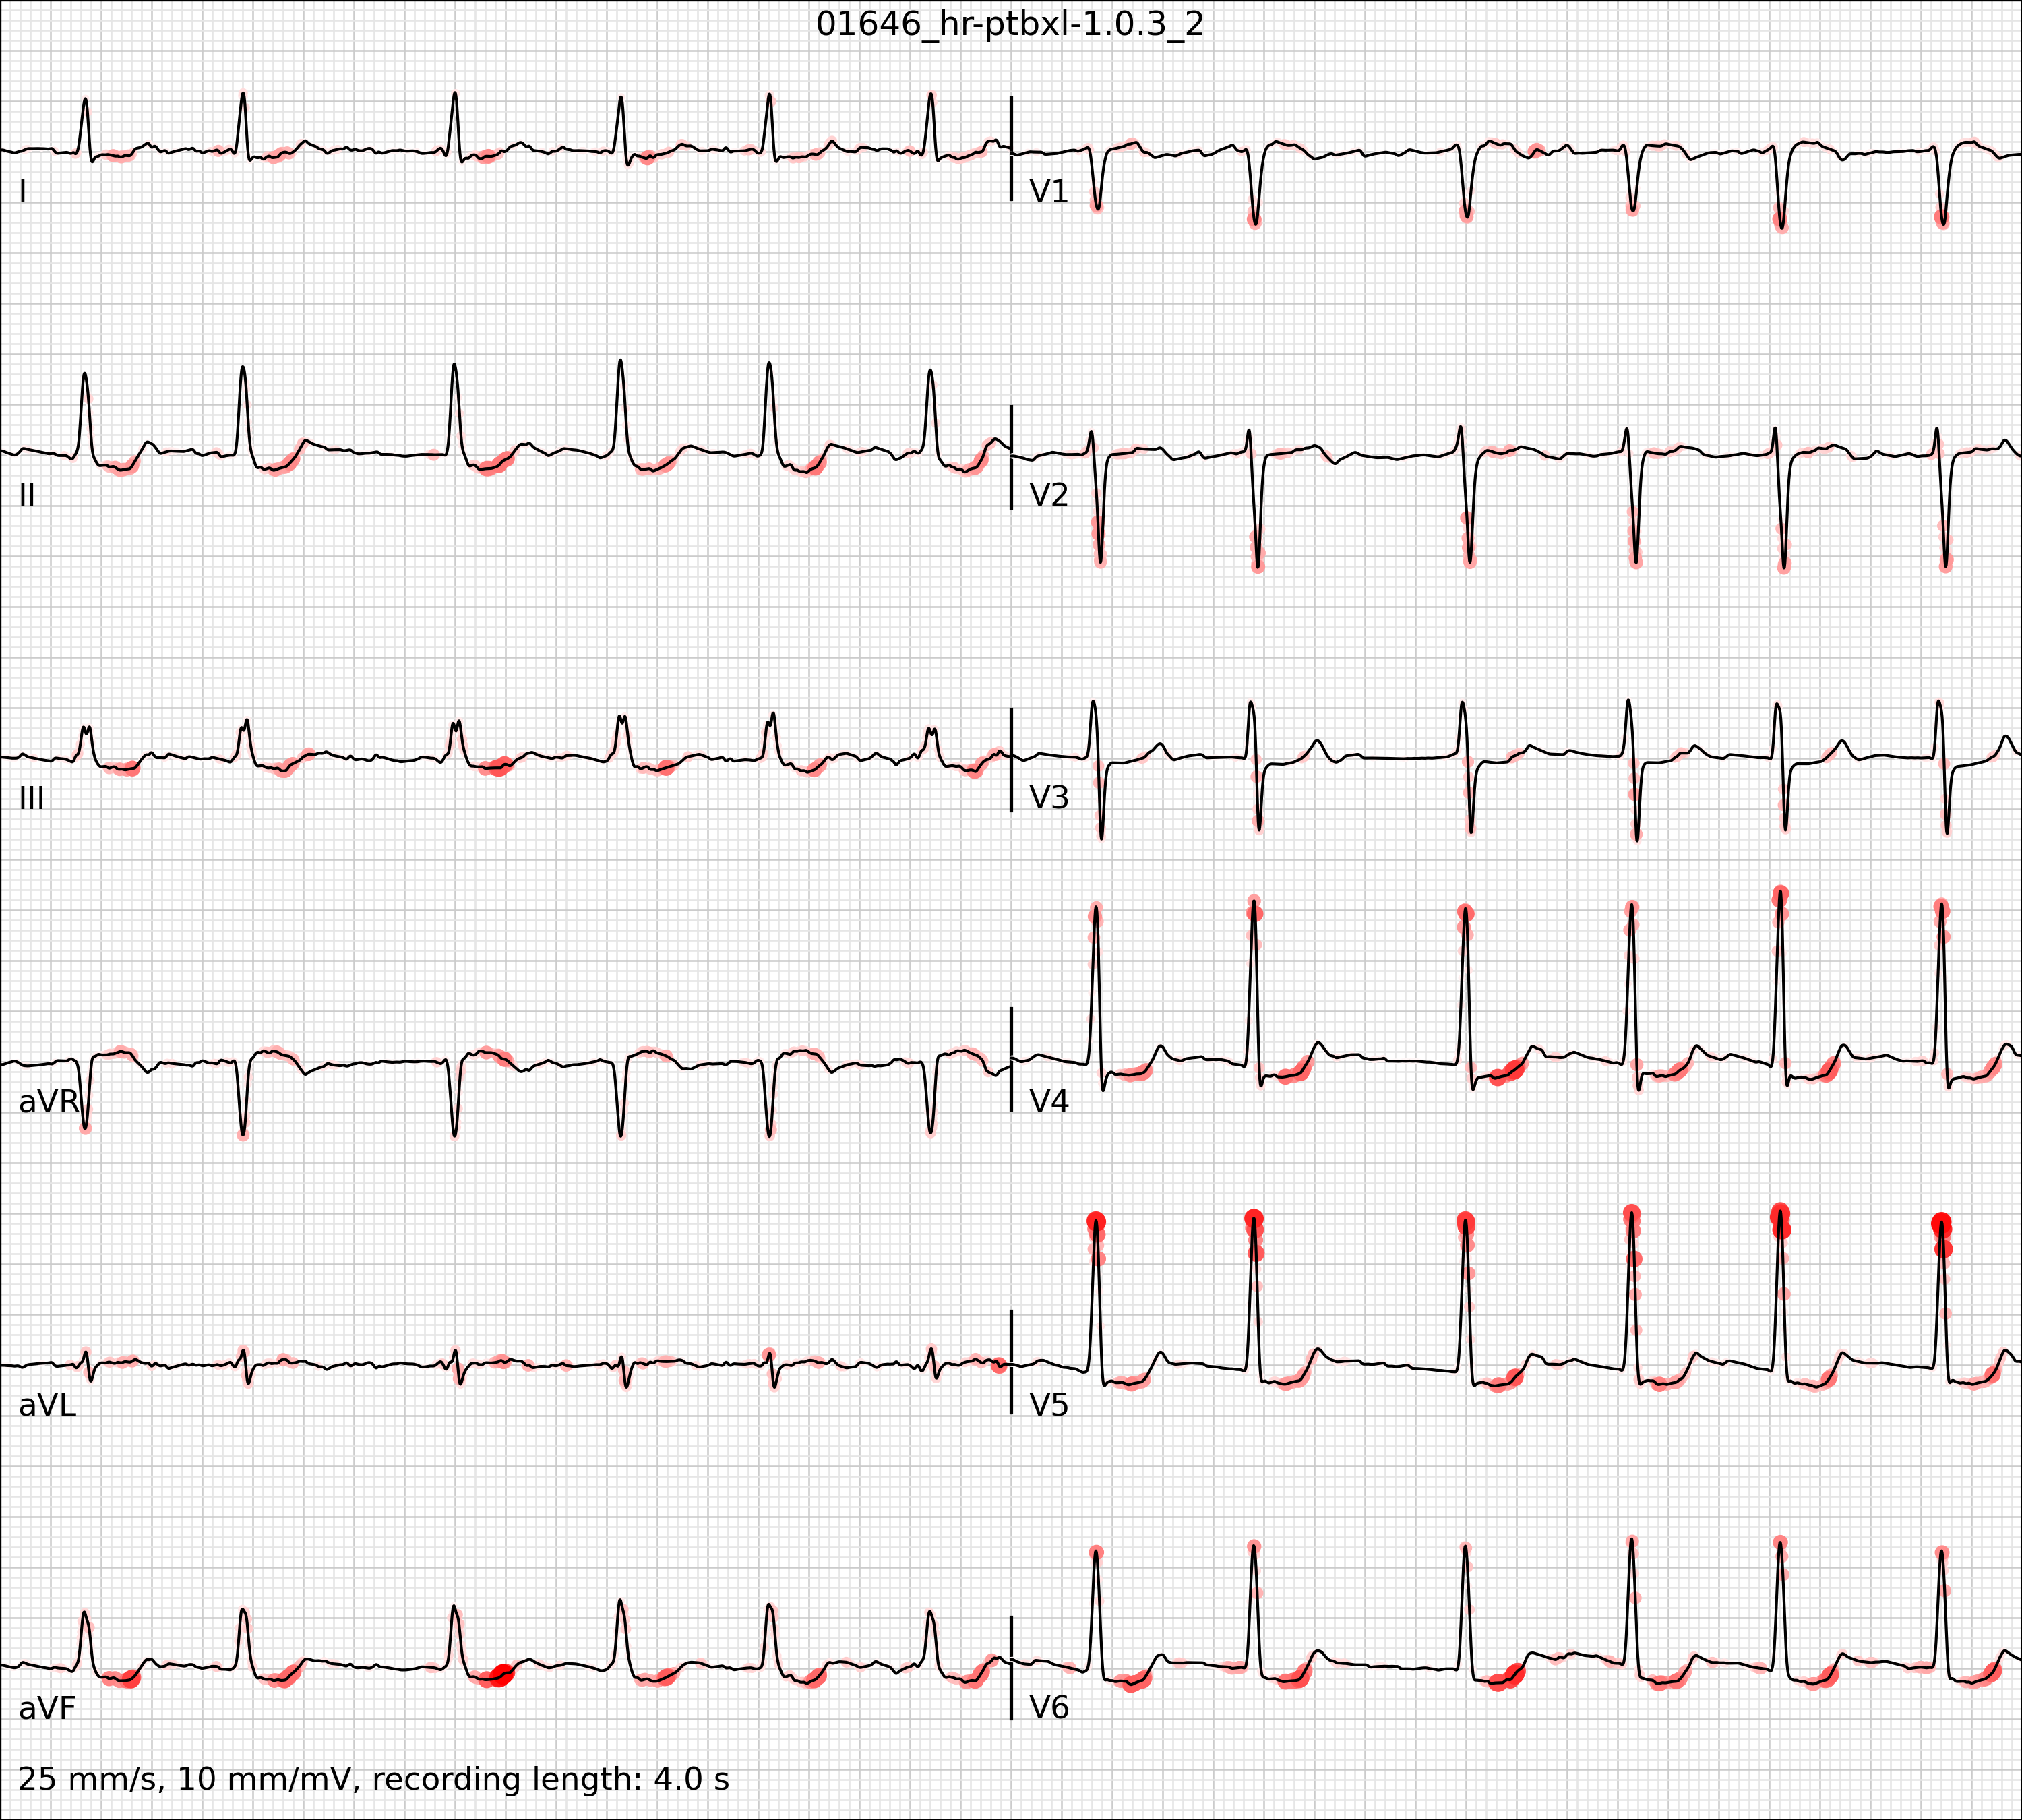 01646_hr-ptbxl-1.0.3_2
I
V1
II
V2
III
V3
aVR
V4
aVL
V5
aVF
V6
25 mm/s, 10 mm/mV, recording length: 4.0 s